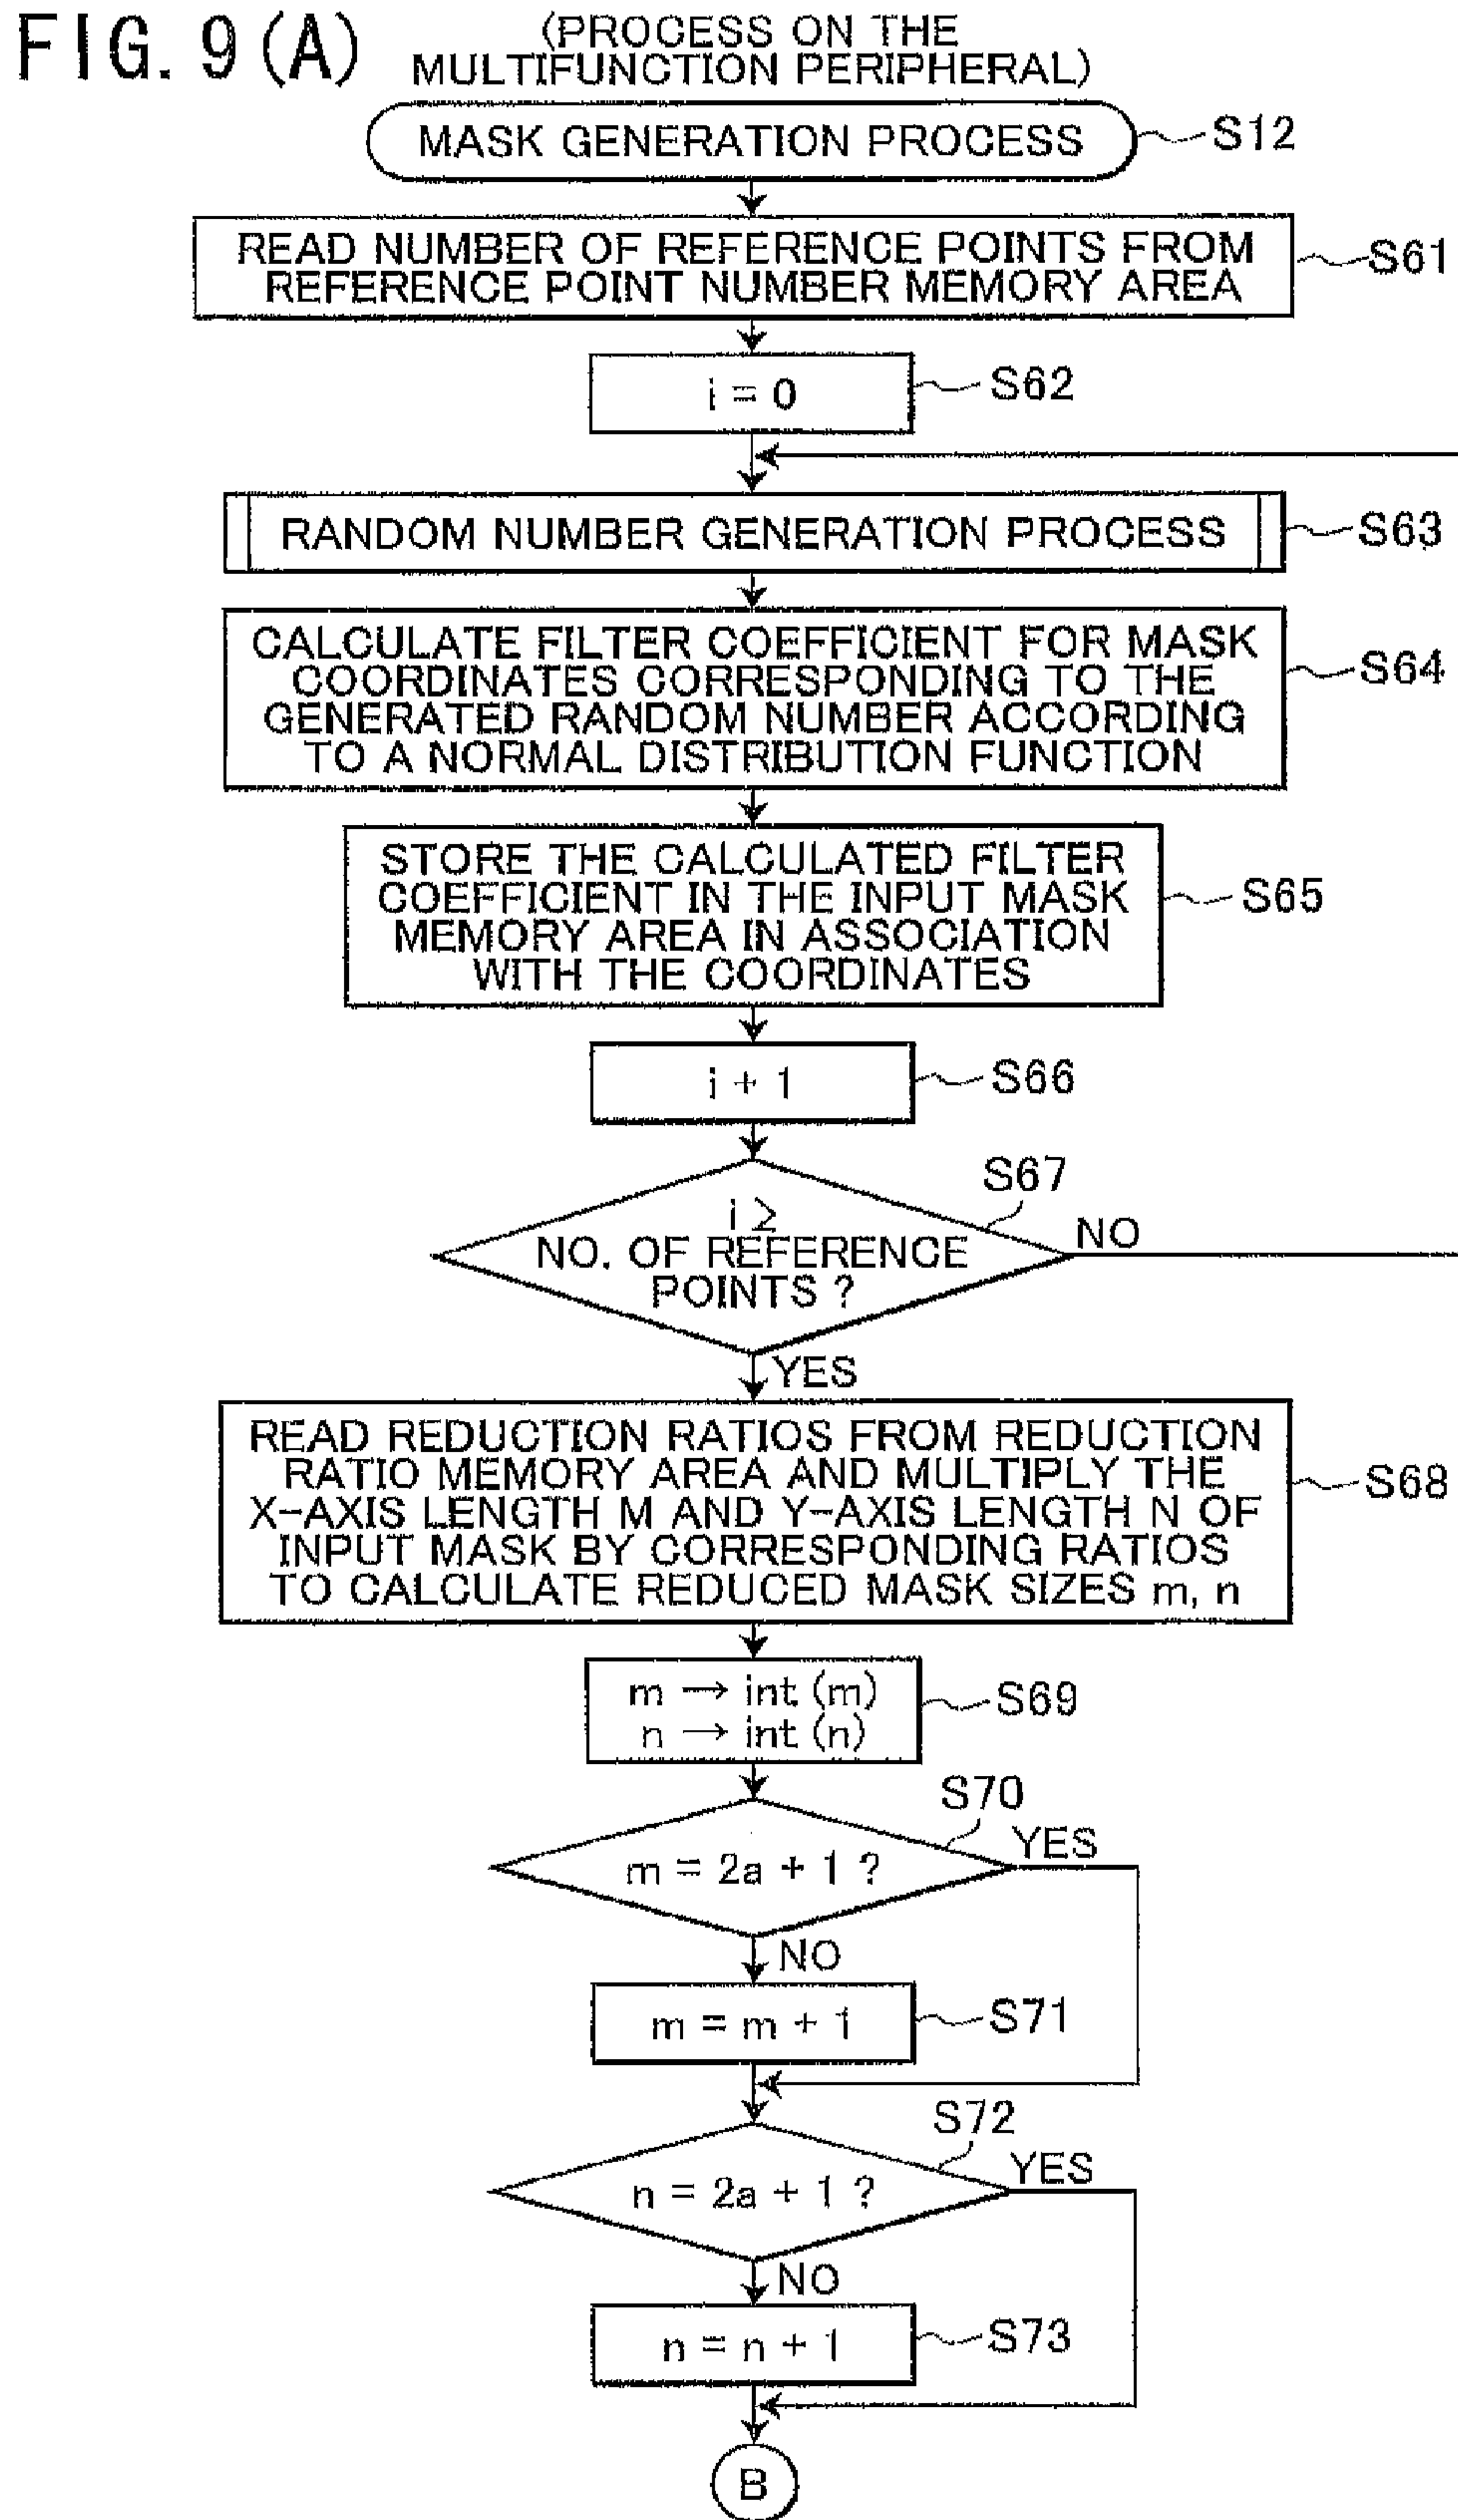 FIG. 9(A)
(PROCESS ON THE
MULTIFUNCTION PERIPHERAL)
MASK GENERATION PROCESS
S12
READ NUMBER OF REFERENCE POINTS FROM
REFERENCE POINT NUMBER MEMORY AREA
S61
i = 0
S62
RANDOM NUMBER GENERATION PROCESS
S63
CALCULATE FILTER COEFFICIENT FOR MASK
COORDINATES CORRESPONDING TO THE
GENERATED RANDOM NUMBER ACCORDING
TO A NORMAL DISTRIBUTION FUNCTION
S64
STORE THE CALCULATED FILTER
COEFFICIENT IN THE INPUT MASK
MEMORY AREA IN ASSOCIATION
WITH THE COORDINATES
S65
i + 1
S66
S67
i ≥
NO. OF REFERENCE
POINTS ?
NO
YES
READ REDUCTION RATIOS FROM REDUCTION
RATIO MEMORY AREA AND MULTIPLY THE
X-AXIS LENGTH M AND Y-AXIS LENGTH N OF
INPUT MASK BY CORRESPONDING RATIOS
TO CALCULATE REDUCED MASK SIZES m, n
S68
m → int (m)
n → int (n)
S69
S70
m = 2a + 1 ?
YES
NO
m = m + 1
S71
S72
n = 2a + 1 ?
YES
NO
n = n + 1
S73
B